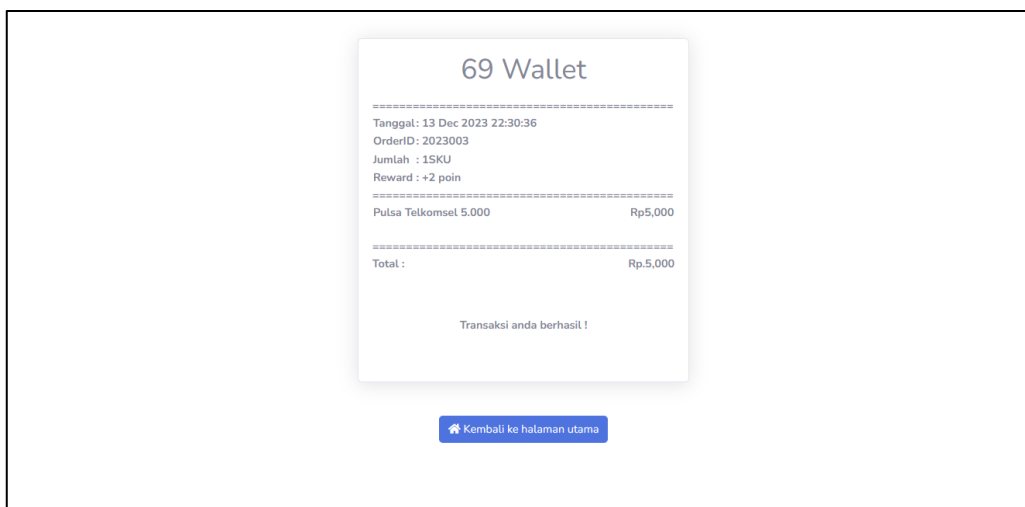 69 Wallet
=============================================
Tanggal: 13 Dec 2023 22:30:36
OrderID: 2023003
Jumlah : 1SKU
Reward : +2 poin
=============================================
Pulsa Telkomsel 5.000 Rp5,000
=============================================
Total : Rp.5,000
Transaksi anda berhasil !
Kembali ke halaman utama